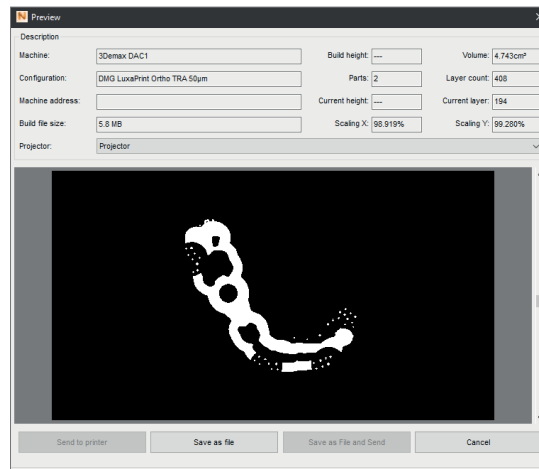 Preview
Description
Machine: 3Demax DAC1 Build height: --- Volume: 4.743cm³
Configuration: DMG LuxaPrint Ortho TRA 50µm Parts: 2 Layer count: 408
Machine address: Current height: --- Current layer: 194
Build file size: 5.8 MB Scaling X: 98.919% Scaling Y: 99.280%
Projector: Projector
Send to printer Save as file Save as File and Send Cancel